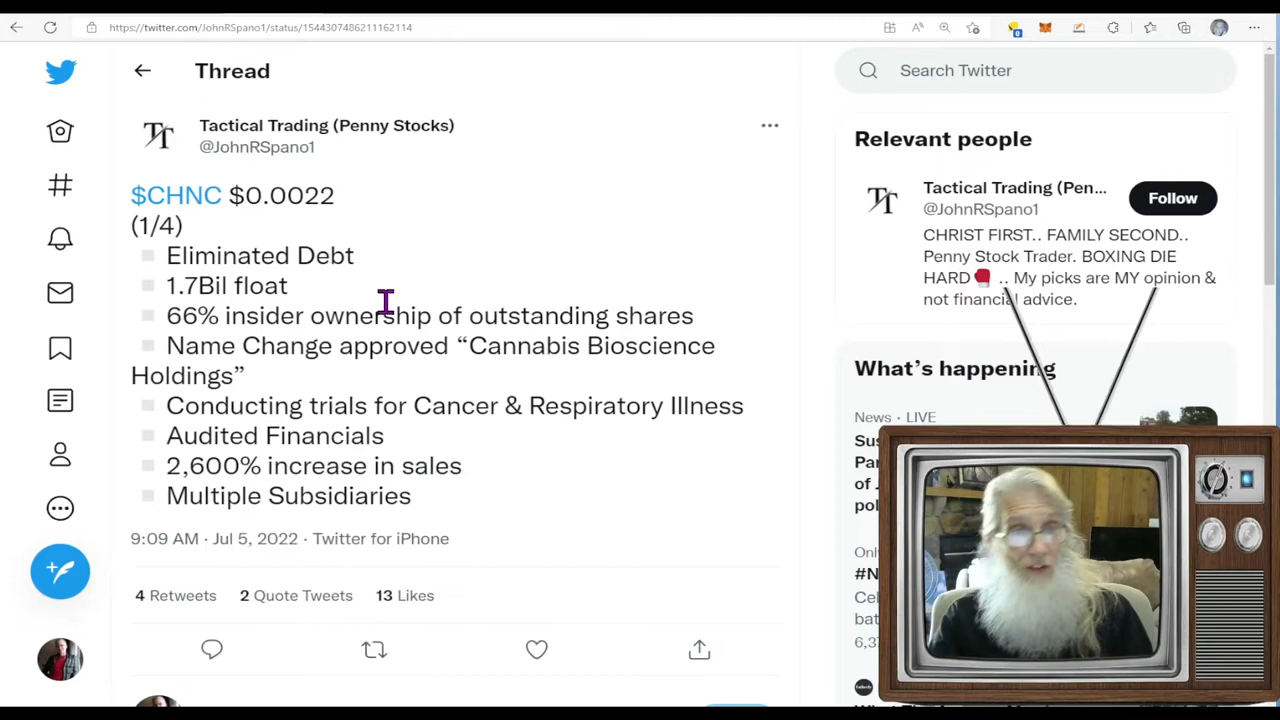 https://twitter.com/JohnRSpano1/status/1544307486211162114
Thread
Search Twitter
TT
Tactical Trading (Penny Stocks)
@JohnRSpano1
$CHNC $0.0022
(1/4)
Eliminated Debt
1.7Bil float
66% insider ownership of outstanding shares
Name Change approved “Cannabis Bioscience
Holdings”
Conducting trials for Cancer & Respiratory Illness
Audited Financials
2,600% increase in sales
Multiple Subsidiaries
9:09 AM · Jul 5, 2022 · Twitter for iPhone
4 Retweets 2 Quote Tweets 13 Likes
Relevant people
TT
Tactical Trading (Pen...
@JohnRSpano1
Follow
CHRIST FIRST.. FAMILY SECOND..
Penny Stock Trader. BOXING DIE
HARD .. My picks are MY opinion &
not financial advice.
What’s happening
News · LIVE